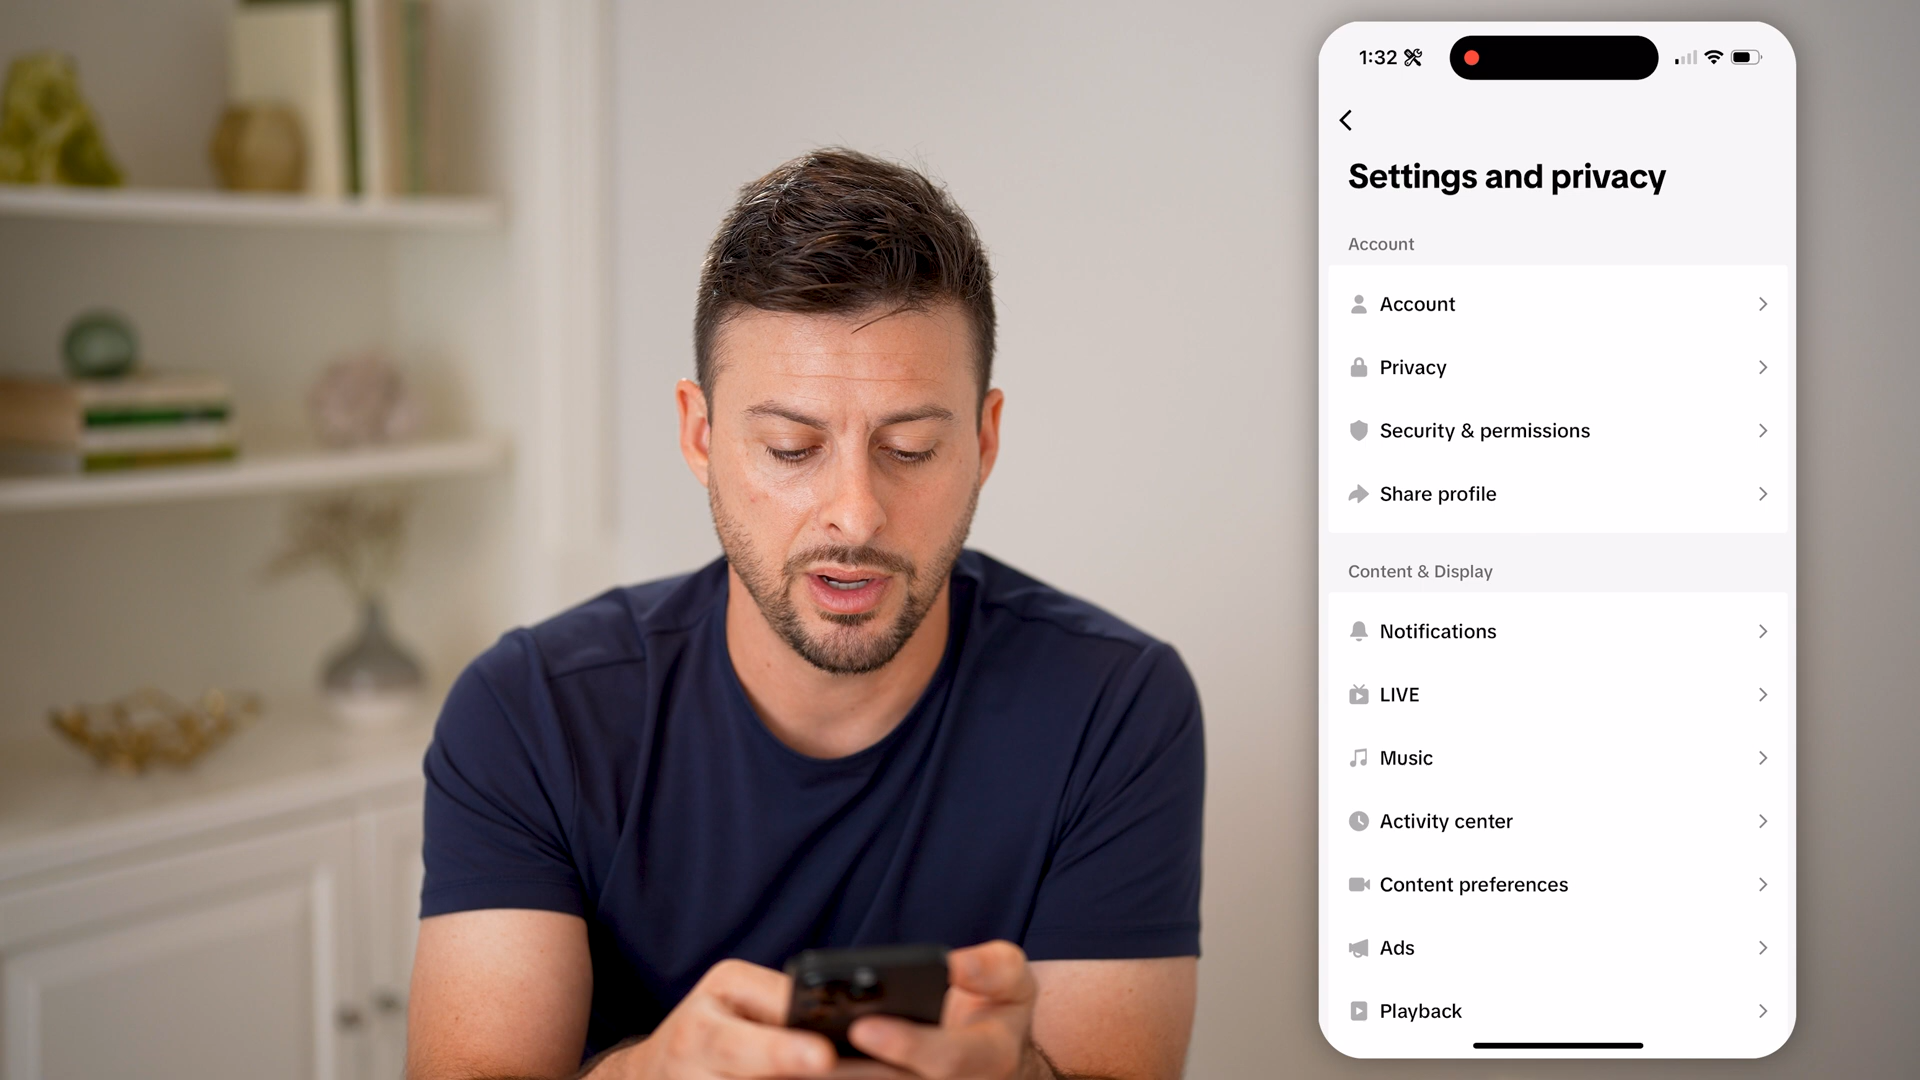 1:32
Settings and privacy
Account
Account
Privacy
Security & permissions
Share profile
Content & Display
Notifications
LIVE
Music
Activity center
Content preferences
Ads
Playback